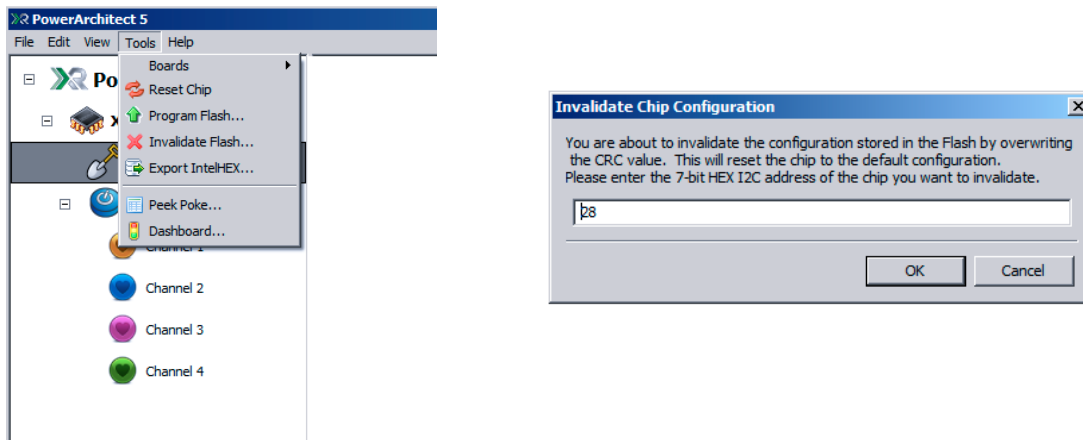 PowerArchitect 5
File Edit View Tools Help
Boards
Reset Chip
Program Flash...
Invalidate Flash...
Export IntelHEX...
Peek Poke...
Dashboard...
Po
X
Channel 1
Channel 2
Channel 3
Channel 4
Invalidate Chip Configuration
You are about to invalidate the configuration stored in the Flash by overwriting
the CRC value. This will reset the chip to the default configuration.
Please enter the 7-bit HEX I2C address of the chip you want to invalidate.
28
OK Cancel